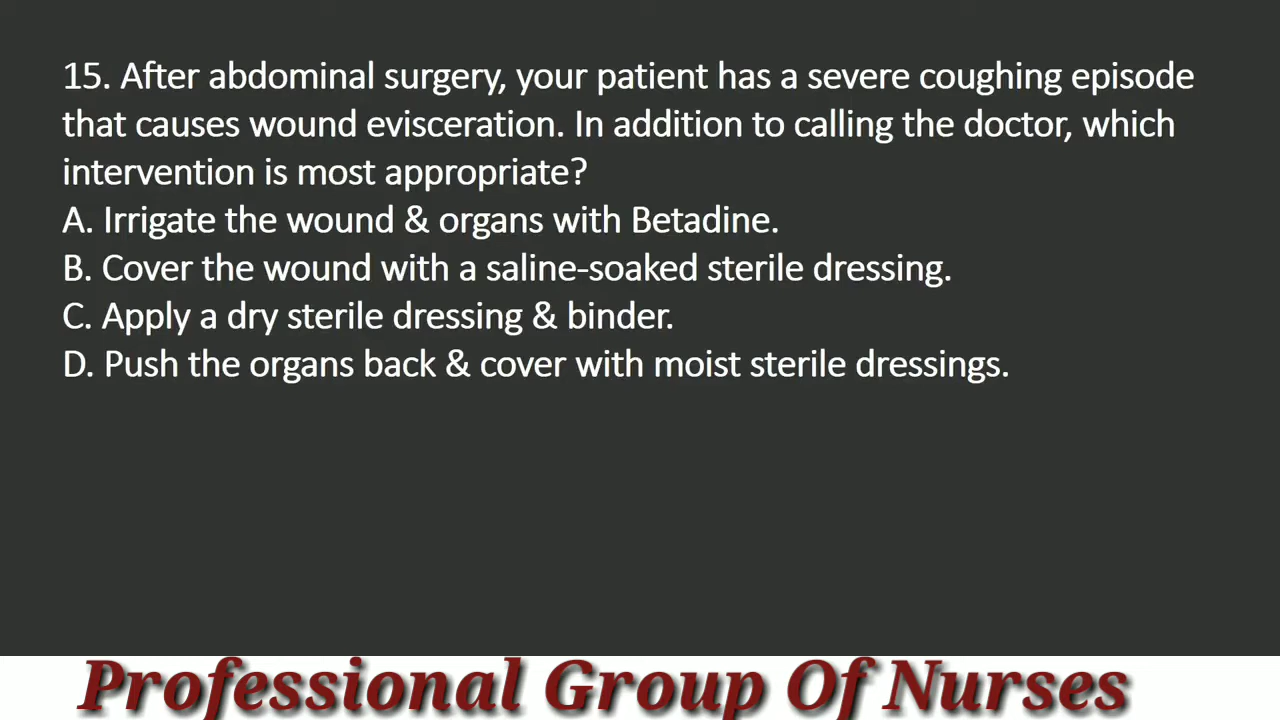 15. After abdominal surgery, your patient has a severe coughing episode
that causes wound evisceration. In addition to calling the doctor, which
intervention is most appropriate?
A. Irrigate the wound & organs with Betadine.
B. Cover the wound with a saline-soaked sterile dressing.
C. Apply a dry sterile dressing & binder.
D. Push the organs back & cover with moist sterile dressings.
Professional Group Of Nurses